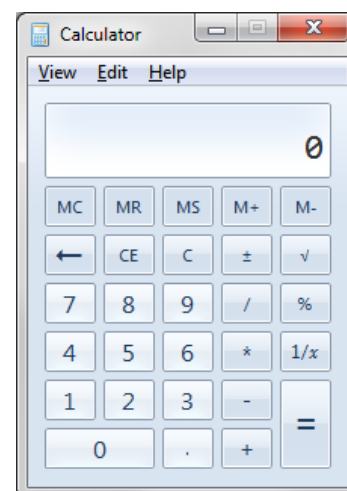 Calculator
View Edit Help
0
MC MR MS M+ M-
← CE C ± √
7 8 9 / %
4 5 6 * 1/x
1 2 3 - =
0 . +